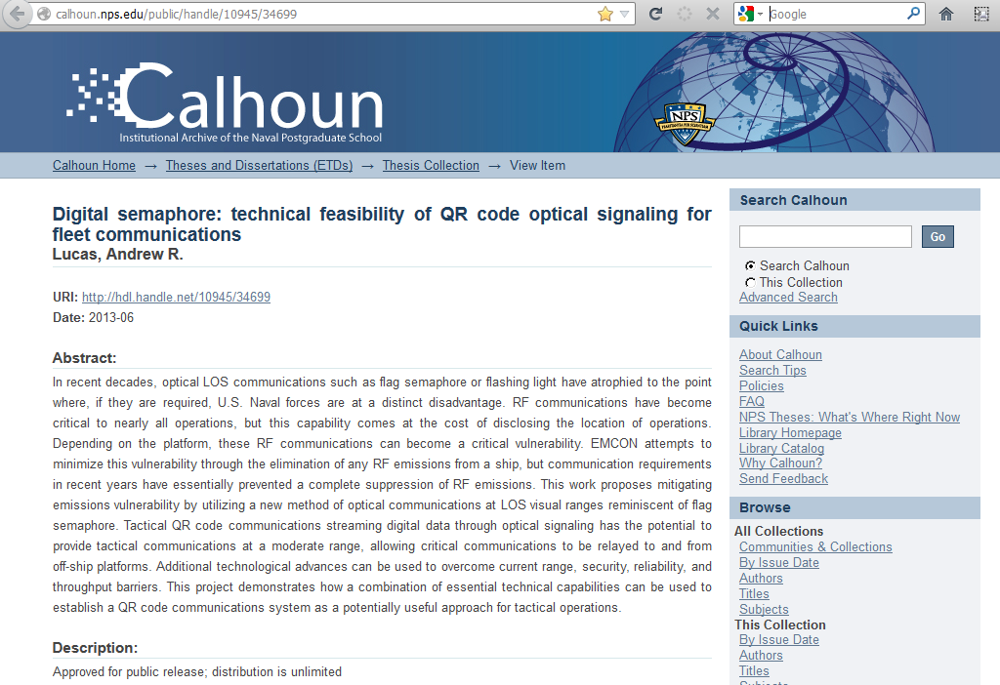 calhoun.nps.edu/public/handle/10945/34699
Google
Calhoun
Institutional Archive of the Naval Postgraduate School
NPS
PRAESTANTIA PER SCIENTIAM
Calhoun Home → Theses and Dissertations (ETDs) → Thesis Collection → View Item
Digital semaphore: technical feasibility of QR code optical signaling for
fleet communications
Lucas, Andrew R.
URI: http://hdl.handle.net/10945/34699
Date: 2013-06
Abstract:
In recent decades, optical LOS communications such as flag semaphore or flashing light have atrophied to the point
where, if they are required, U.S. Naval forces are at a distinct disadvantage. RF communications have become
critical to nearly all operations, but this capability comes at the cost of disclosing the location of operations.
Depending on the platform, these RF communications can become a critical vulnerability. EMCON attempts to
minimize this vulnerability through the elimination of any RF emissions from a ship, but communication requirements
in recent years have essentially prevented a complete suppression of RF emissions. This work proposes mitigating
emissions vulnerability by utilizing a new method of optical communications at LOS visual ranges reminiscent of flag
semaphore. Tactical QR code communications streaming digital data through optical signaling has the potential to
provide tactical communications at a moderate range, allowing critical communications to be relayed to and from
off-ship platforms. Additional technological advances can be used to overcome current range, security, reliability, and
throughput barriers. This project demonstrates how a combination of essential technical capabilities can be used to
establish a QR code communications system as a potentially useful approach for tactical operations.
Description:
Approved for public release; distribution is unlimited
Search Calhoun
Go
Search Calhoun
This Collection
Advanced Search
Quick Links
About Calhoun
Search Tips
Policies
FAQ
NPS Theses: What's Where Right Now
Library Homepage
Library Catalog
Why Calhoun?
Send Feedback
Browse
All Collections
Communities & Collections
By Issue Date
Authors
Titles
Subjects
This Collection
By Issue Date
Authors
Titles
Subjects